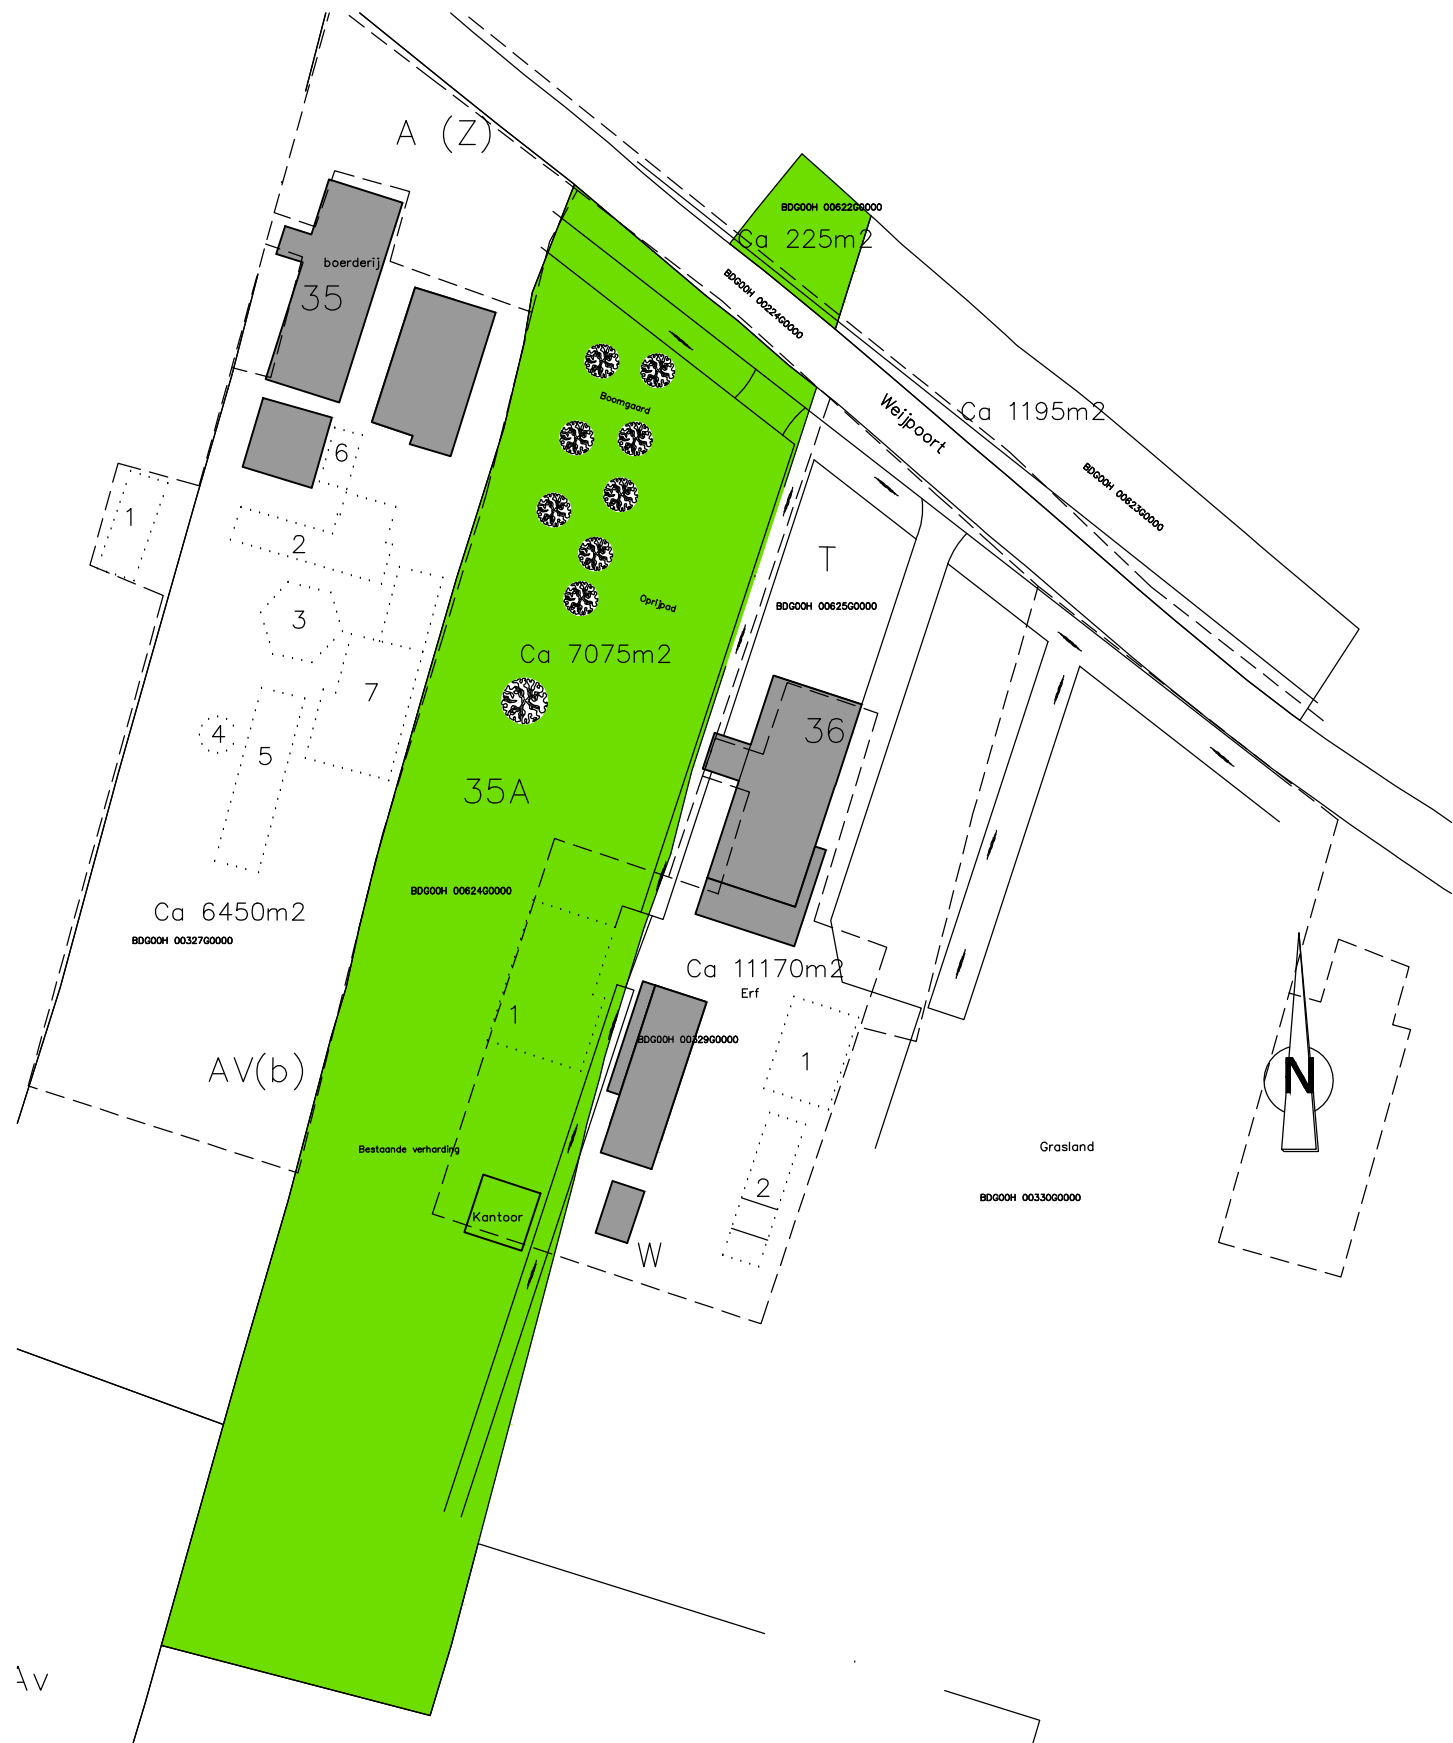 A (Z)
BDG00H 00622G0000
Ca 225m2
boerderij
35
BDG00H 00224G0000
Weijpoort
Ca 1195m2
BDG00H 00623G0000
Boomgaard
6
1
2
3
7
4
5
T
BDG00H 00625G0000
Oprijpad
Ca 7075m2
36
35A
BDG00H 00624G0000
Ca 6450m2
BDG00H 00327G0000
Ca 11170m2
Erf
1
BDG00H 00329G0000
1
AV(b)
N
Bestaande verharding
Grasland
2
BDG00H 00330G0000
Kantoor
W
Av